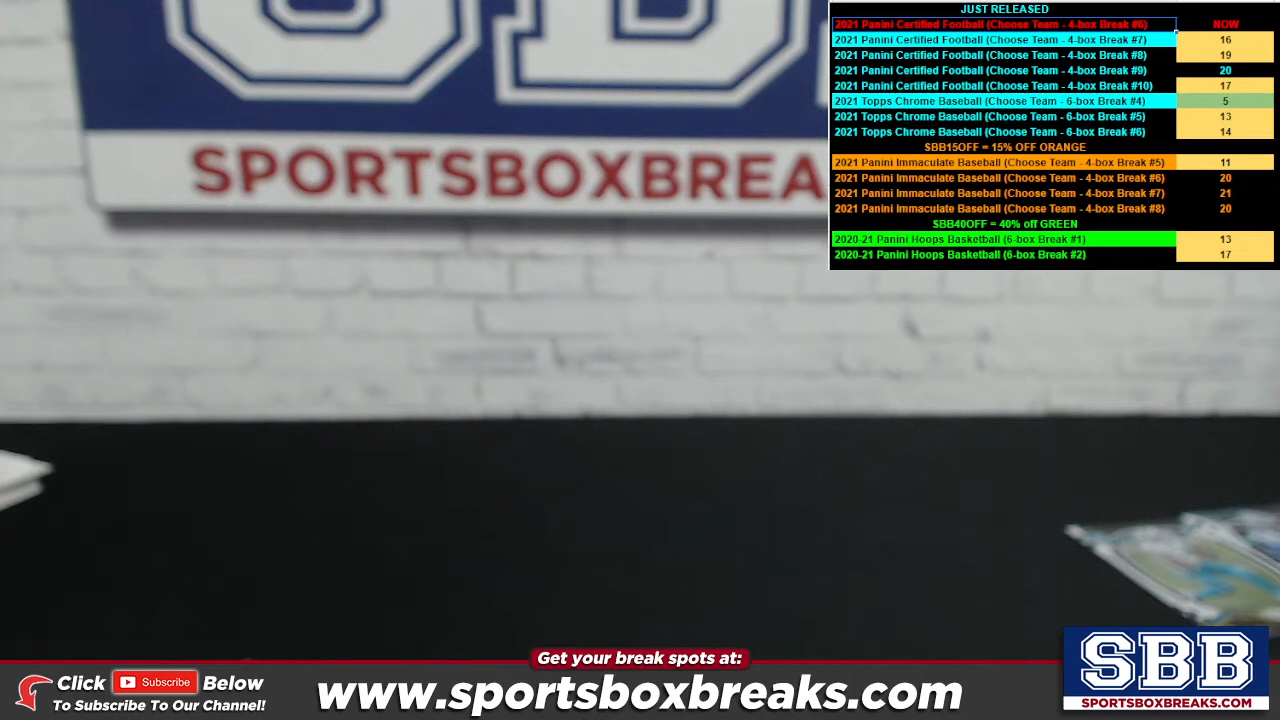 JUST RELEASED
2021 Panini Certified Football (Choose Team - 4-box Break #6) NOW
2021 Panini Certified Football (Choose Team - 4-box Break #7) 16
2021 Panini Certified Football (Choose Team - 4-box Break #8) 19
2021 Panini Certified Football (Choose Team - 4-box Break #9) 20
2021 Panini Certified Football (Choose Team - 4-box Break #10) 17
2021 Topps Chrome Baseball (Choose Team - 6-box Break #4) 5
2021 Topps Chrome Baseball (Choose Team - 6-box Break #5) 13
2021 Topps Chrome Baseball (Choose Team - 6-box Break #6) 14
SBB15OFF = 15% OFF ORANGE
2021 Panini Immaculate Baseball (Choose Team - 4-box Break #5) 11
2021 Panini Immaculate Baseball (Choose Team - 4-box Break #6) 20
2021 Panini Immaculate Baseball (Choose Team - 4-box Break #7) 21
2021 Panini Immaculate Baseball (Choose Team - 4-box Break #8) 20
SBB40OFF = 40% off GREEN
2020-21 Panini Hoops Basketball (6-box Break #1) 13
2020-21 Panini Hoops Basketball (6-box Break #2) 17
SPORTSBOXBREA
Get your break spots at:
Click Subscribe Below
To Subscribe To Our Channel!
www.sportsboxbreaks.com
SBB
SPORTSBOXBREAKS.COM